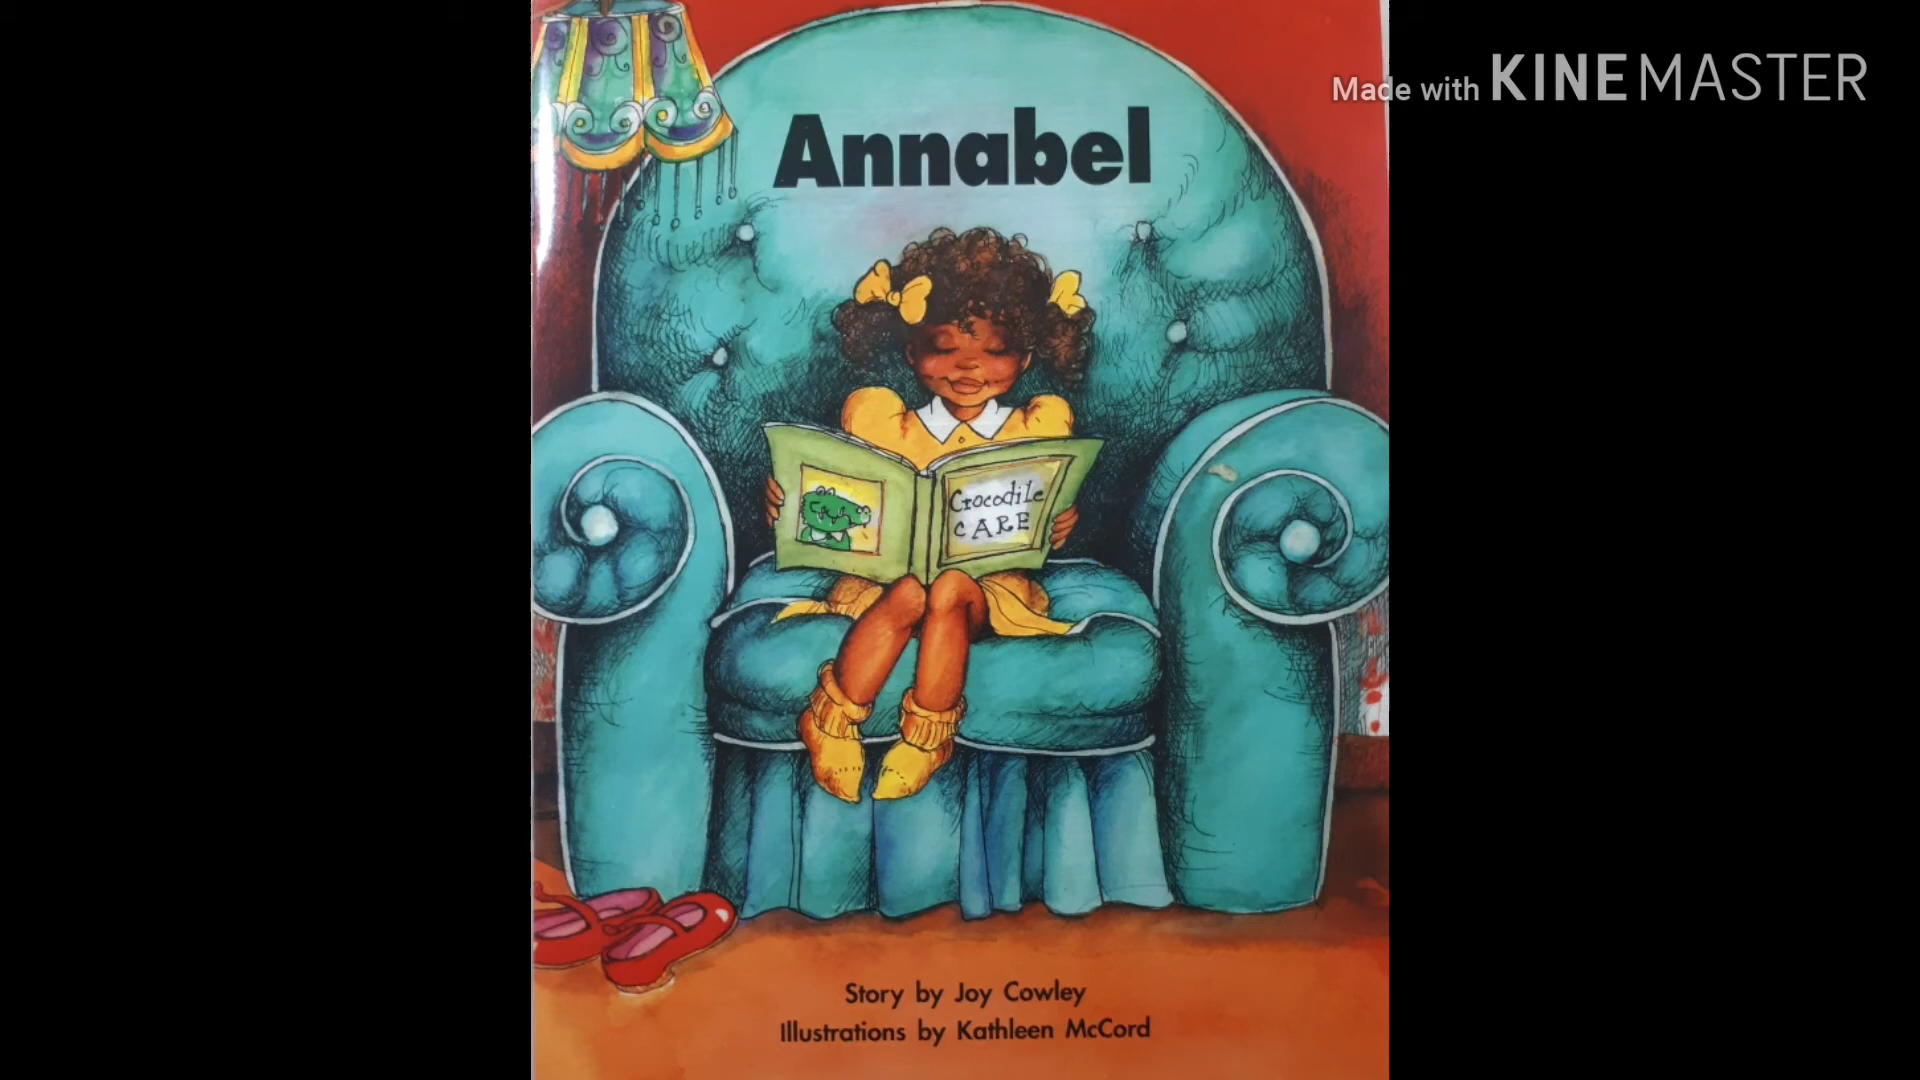 Made with KINEMASTER
Annabel
Crocodile
CARE
Story by Joy Cowley
Illustrations by Kathleen McCord